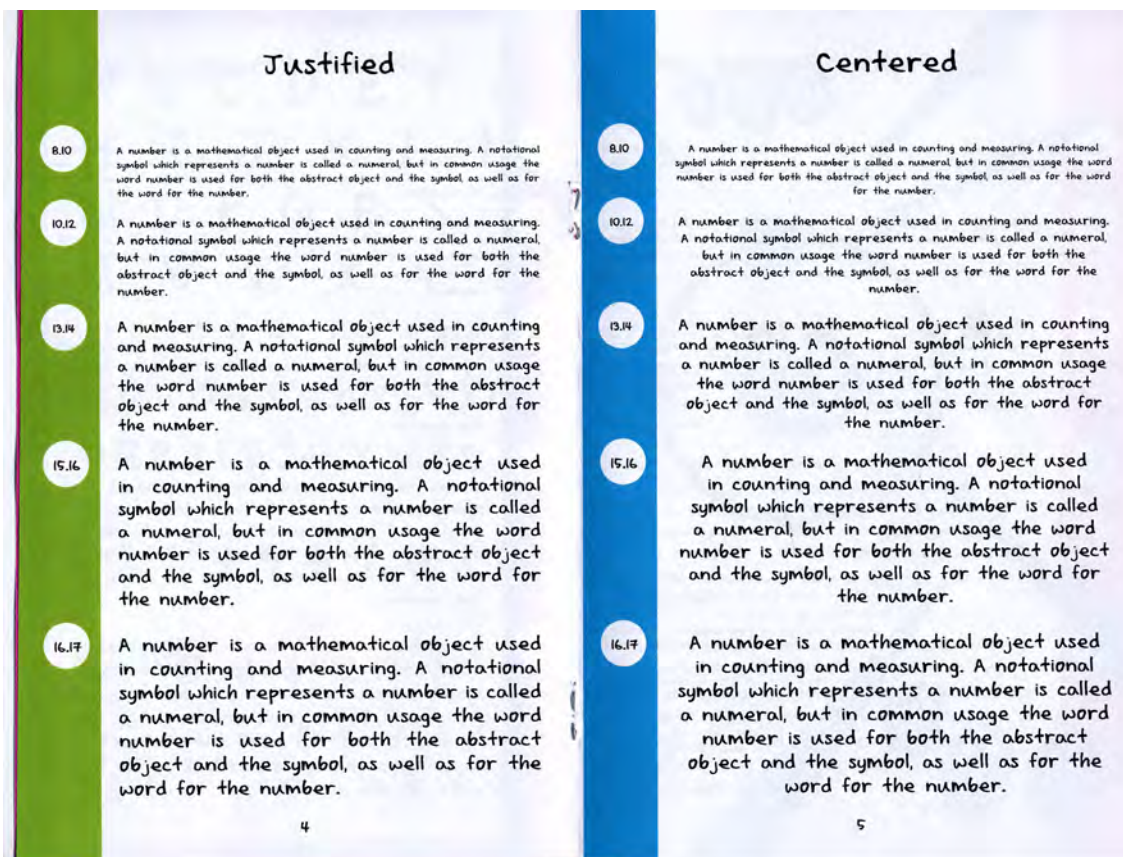 Justified
8.10
A number is a mathematical object used in counting and measuring. A notational
symbol which represents a number is called a numeral, but in common usage the
word number is used for both the abstract object and the symbol, as well as for
the word for the number.
10.12
A number is a mathematical object used in counting and measuring.
A notational symbol which represents a number is called a numeral,
but in common usage the word number is used for both the
abstract object and the symbol, as well as for the word for the
number.
13.14
A number is a mathematical object used in counting
and measuring. A notational symbol which represents
a number is called a numeral, but in common usage
the word number is used for both the abstract
object and the symbol, as well as for the word for
the number.
15.16
A number is a mathematical object used
in counting and measuring. A notational
symbol which represents a number is called
a numeral, but in common usage the word
number is used for both the abstract object
and the symbol, as well as for the word for
the number.
16.17
A number is a mathematical object used
in counting and measuring. A notational
symbol which represents a number is called
a numeral, but in common usage the word
number is used for both the abstract
object and the symbol, as well as for the
word for the number.
4
Centered
8.10
A number is a mathematical object used in counting and measuring. A notational
symbol which represents a number is called a numeral, but in common usage the word
number is used for both the abstract object and the symbol, as well as for the word
for the number.
10.12
A number is a mathematical object used in counting and measuring.
A notational symbol which represents a number is called a numeral,
but in common usage the word number is used for both the
abstract object and the symbol, as well as for the word for the
number.
13.14
A number is a mathematical object used in counting
and measuring. A notational symbol which represents
a number is called a numeral, but in common usage
the word number is used for both the abstract
object and the symbol, as well as for the word for
the number.
15.16
A number is a mathematical object used
in counting and measuring. A notational
symbol which represents a number is called
a numeral, but in common usage the word
number is used for both the abstract object
and the symbol, as well as for the word for
the number.
16.17
A number is a mathematical object used
in counting and measuring. A notational
symbol which represents a number is called
a numeral, but in common usage the word
number is used for both the abstract
object and the symbol, as well as for the
word for the number.
5